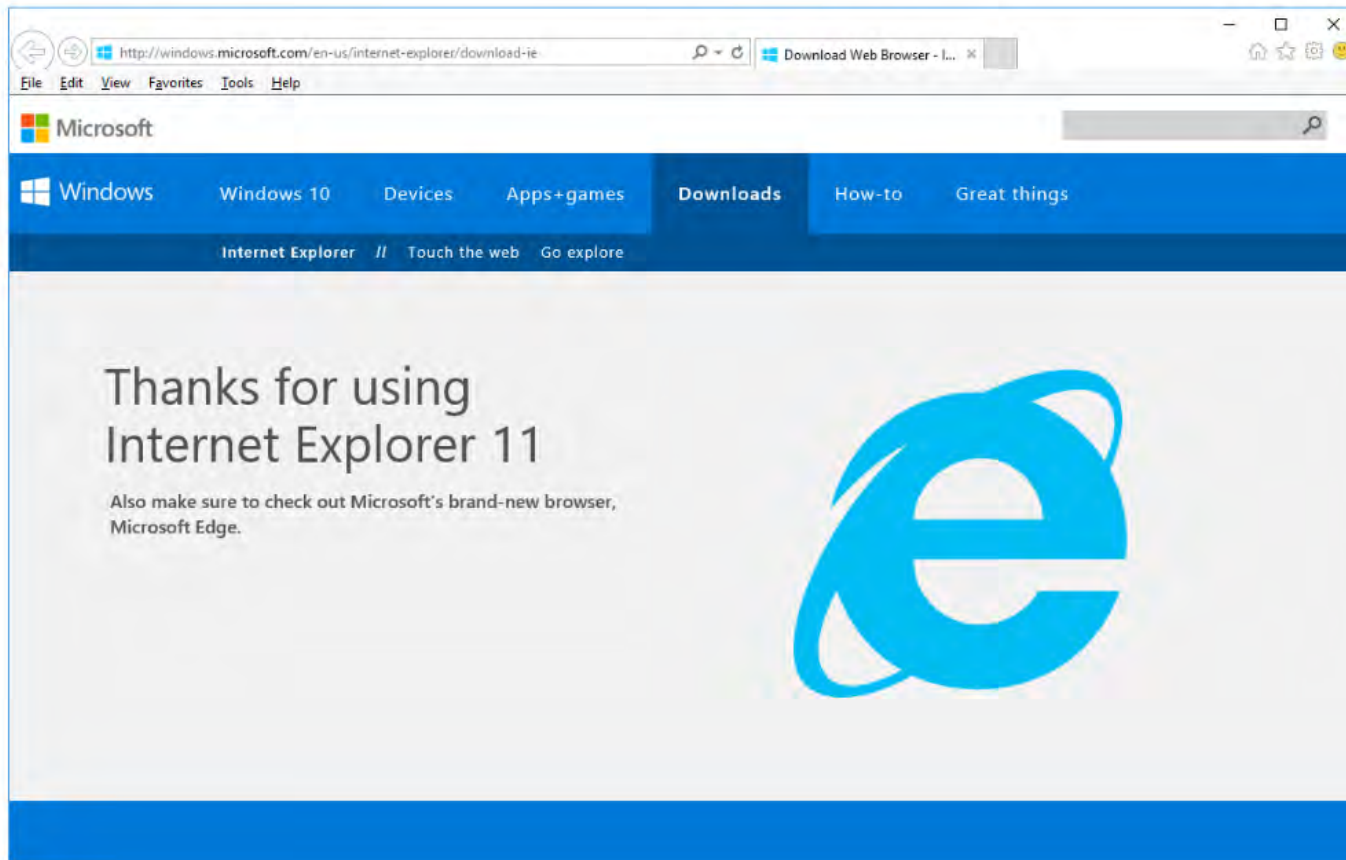 http://windows.microsoft.com/en-us/internet-explorer/download-ie
Download Web Browser - I...
File Edit View Favorites Tools Help
Microsoft
Windows Windows 10 Devices Apps+games Downloads How-to Great things
Internet Explorer // Touch the web Go explore
Thanks for using
Internet Explorer 11
Also make sure to check out Microsoft's brand-new browser,
Microsoft Edge.